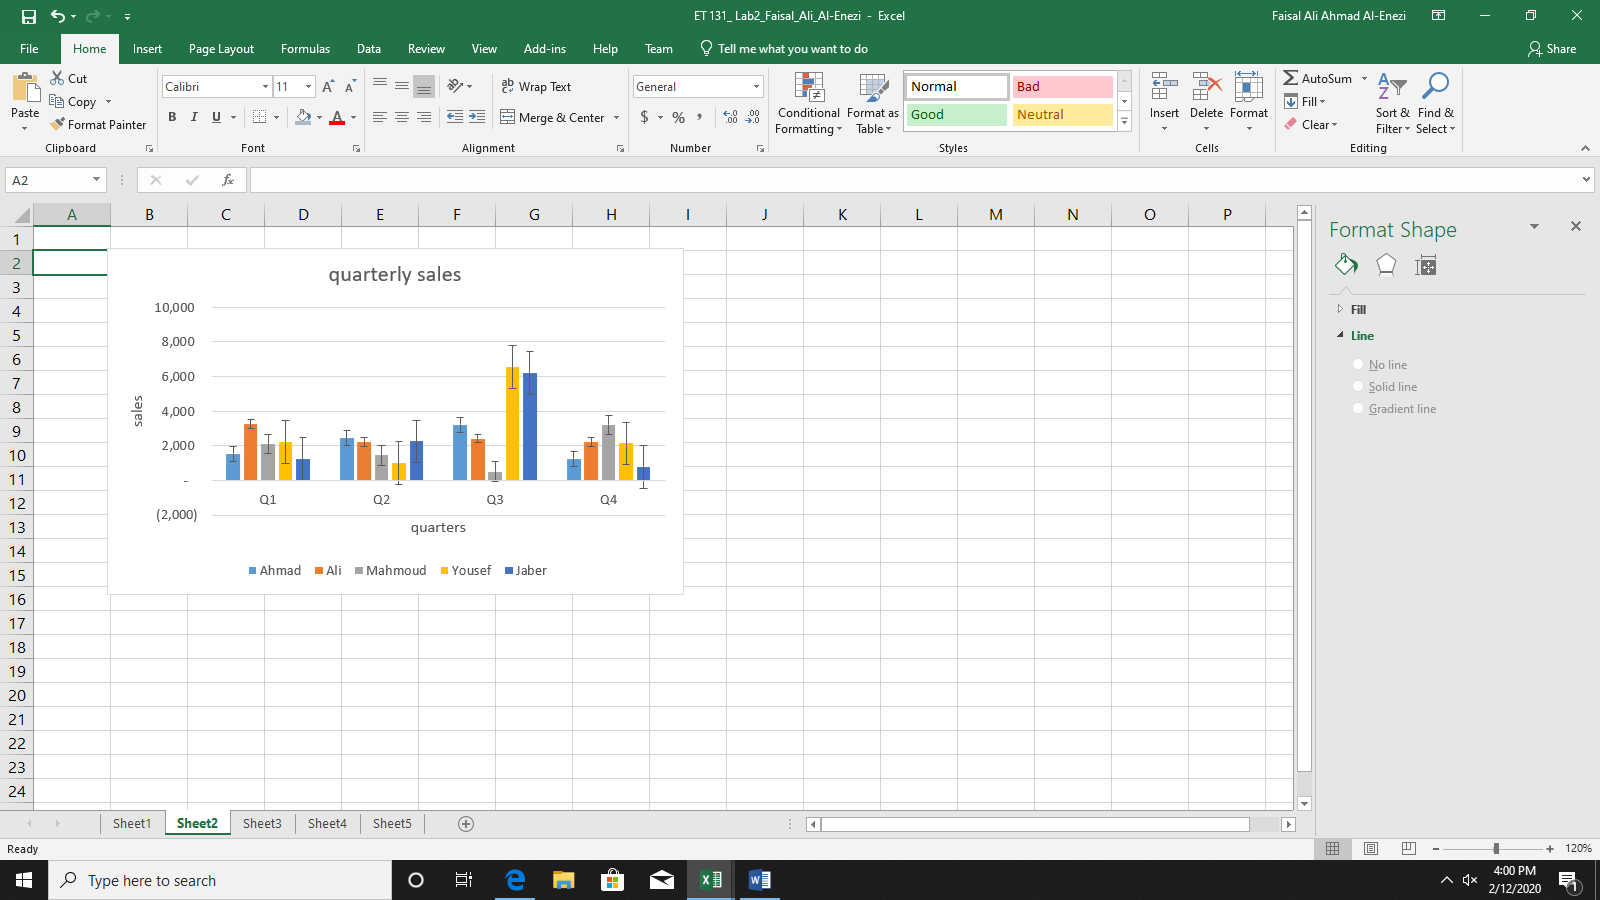 ET 131_ Lab2_Faisal_Ali_Al-Enezi - Excel
Faisal Ali Ahmad Al-Enezi
File Home Insert Page Layout Formulas Data Review View Add-ins Help Team Tell me what you want to do Share
Paste
Cut
Copy
Format Painter
Clipboard
Calibri 11
B I U
Font
Wrap Text
Merge & Center
Alignment
General
$ % ,
Number
Conditional Formatting
Format as Table
Normal Bad
Good Neutral
Styles
Insert Delete Format
Cells
AutoSum
Fill
Clear
Sort & Filter
Find & Select
Editing
A2
fx
A B C D E F G H I J K L M N O P
1
2
3
4
5
6
7
8
9
10
11
12
13
14
15
16
17
18
19
20
21
22
23
24
quarterly sales
10,000
8,000
6,000
4,000
2,000
-
(2,000)
sales
Q1 Q2 Q3 Q4
quarters
Ahmad Ali Mahmoud Yousef Jaber
Format Shape
Fill
Line
No line
Solid line
Gradient line
Sheet1 Sheet2 Sheet3 Sheet4 Sheet5
Ready
120%
Type here to search
4:00 PM
2/12/2020
1